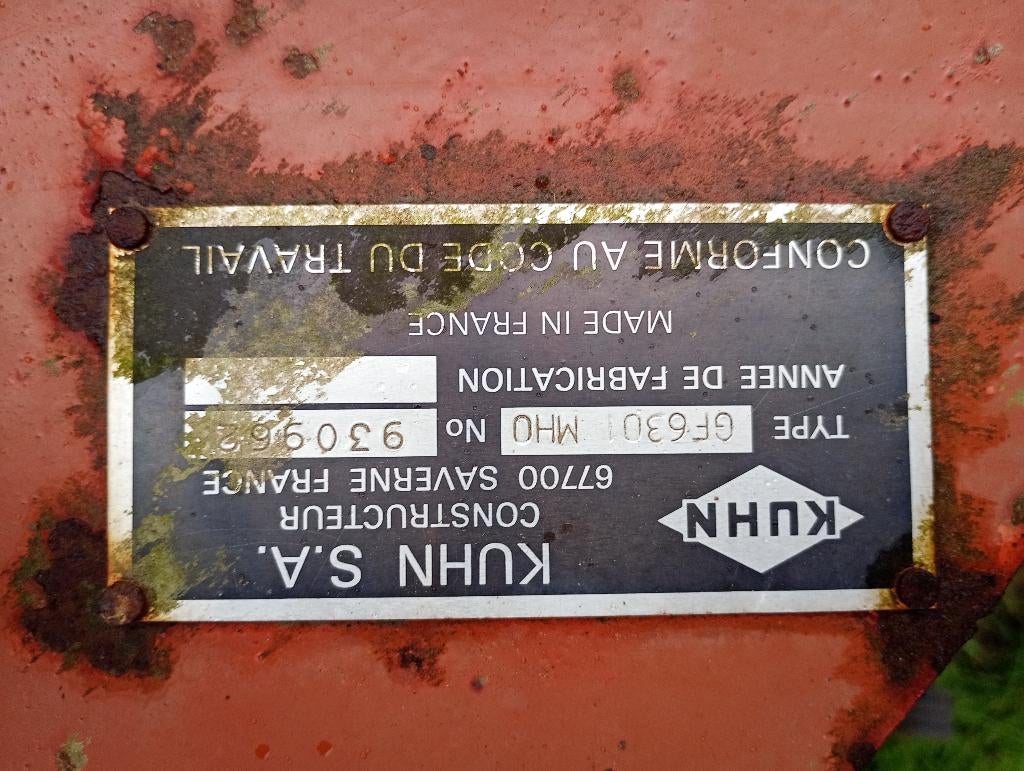 KUHN
KUHN S.A.
CONSTRUCTEUR
67700 SAVERNE FRANCE
TYPE GF6301 MHO No 930962
ANNEE DE FABRICATION
MADE IN FRANCE
CONFORME AU CODE DU TRAVAIL